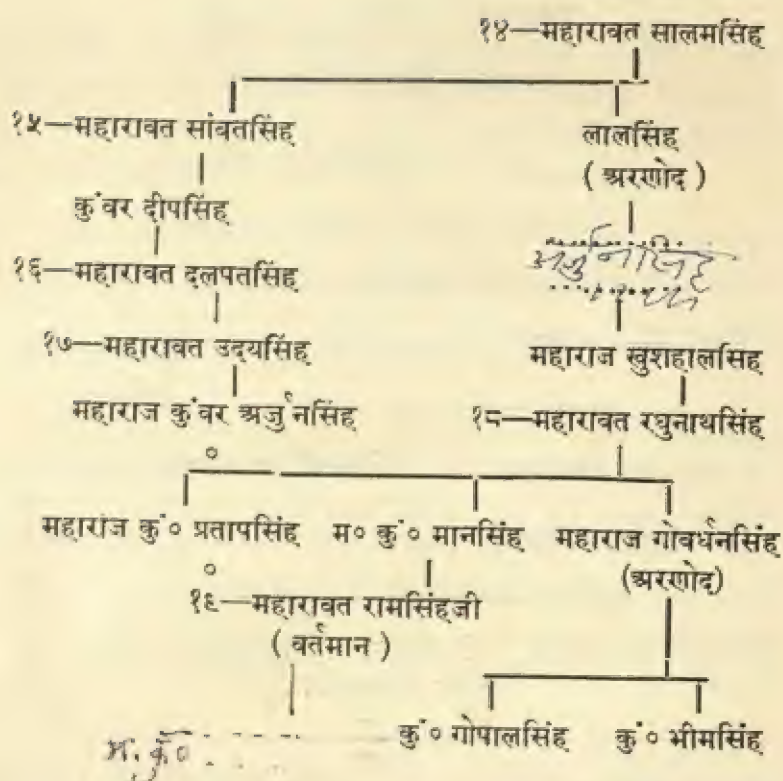 १४—महारावत सालमसिंह
१५—महारावत सांवतसिंह
लालसिंह
( अरणोद )
कुंवर दीपसिंह
अर्जुनसिंह
१६—महारावत दलपतसिंह
१७—महारावत उदयसिंह
महाराज खुशहालसिंह
महाराज कुंवर अर्जुनसिंह
१८—महारावत रघुनाथसिंह
महाराज कुं० प्रतापसिंह म० कुं० मानसिंह महाराज गोवर्धनसिंह
(अरणोद)
१९—महारावत रामसिंहजी
( वर्तमान )
म. कुं०
कुं० गोपालसिंह कुं० भीमसिंह